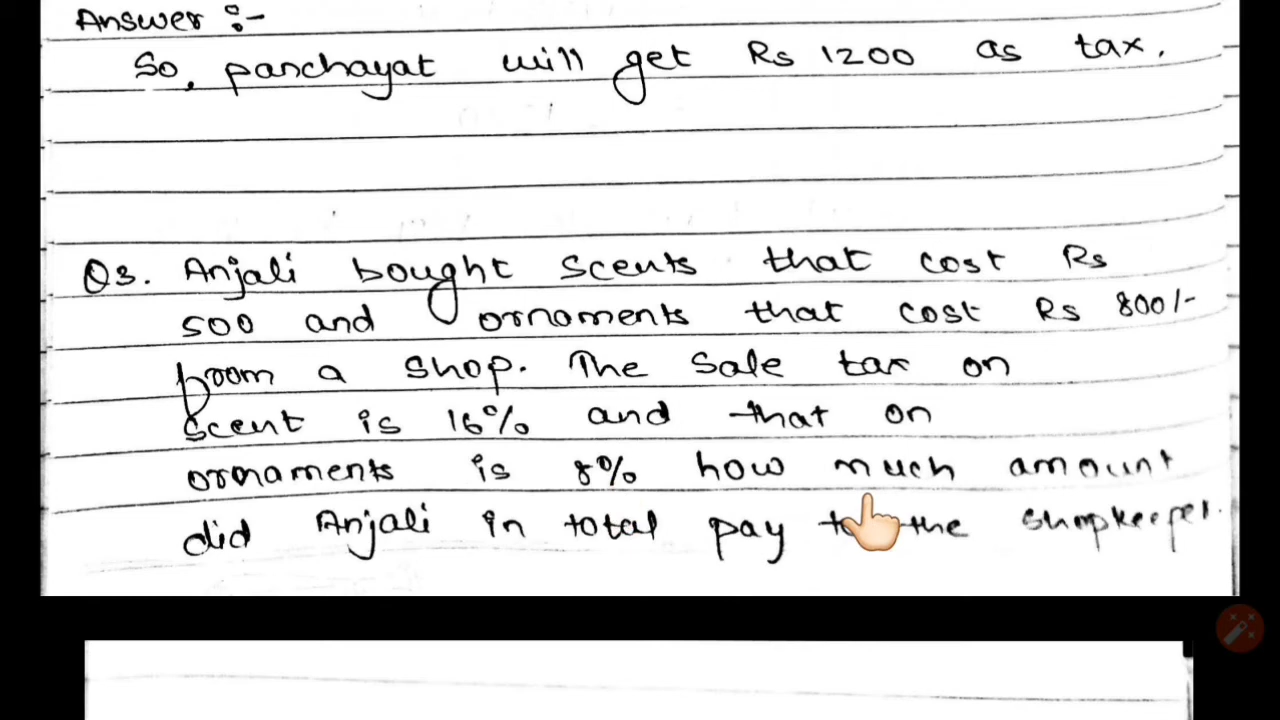 Answer :-
So, panchayat will get Rs 1200 as tax.
Q3. Anjali bought scents that cost Rs
500 and ornaments that cost Rs 800/-
from a shop. The Sale tax on
scent is 16% and that on
ornaments is 8% how much amount
did Anjali in total pay to the shopkeeper.